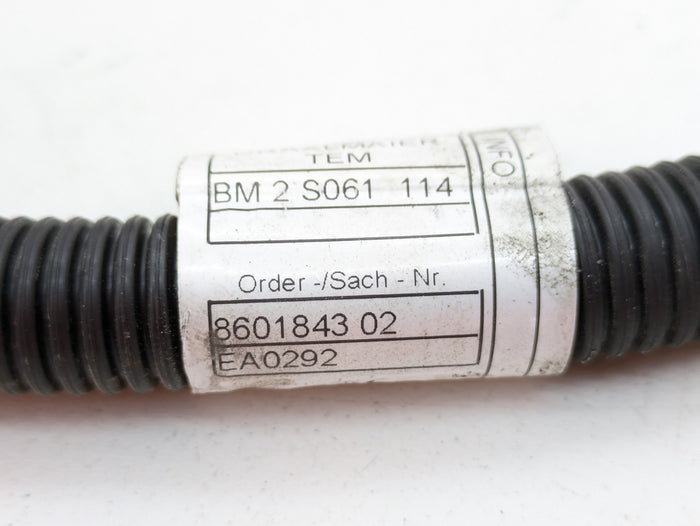 TEM
BM 2 S061 114
INFO
Order -/Sach - Nr.
8601843 02
EA0292